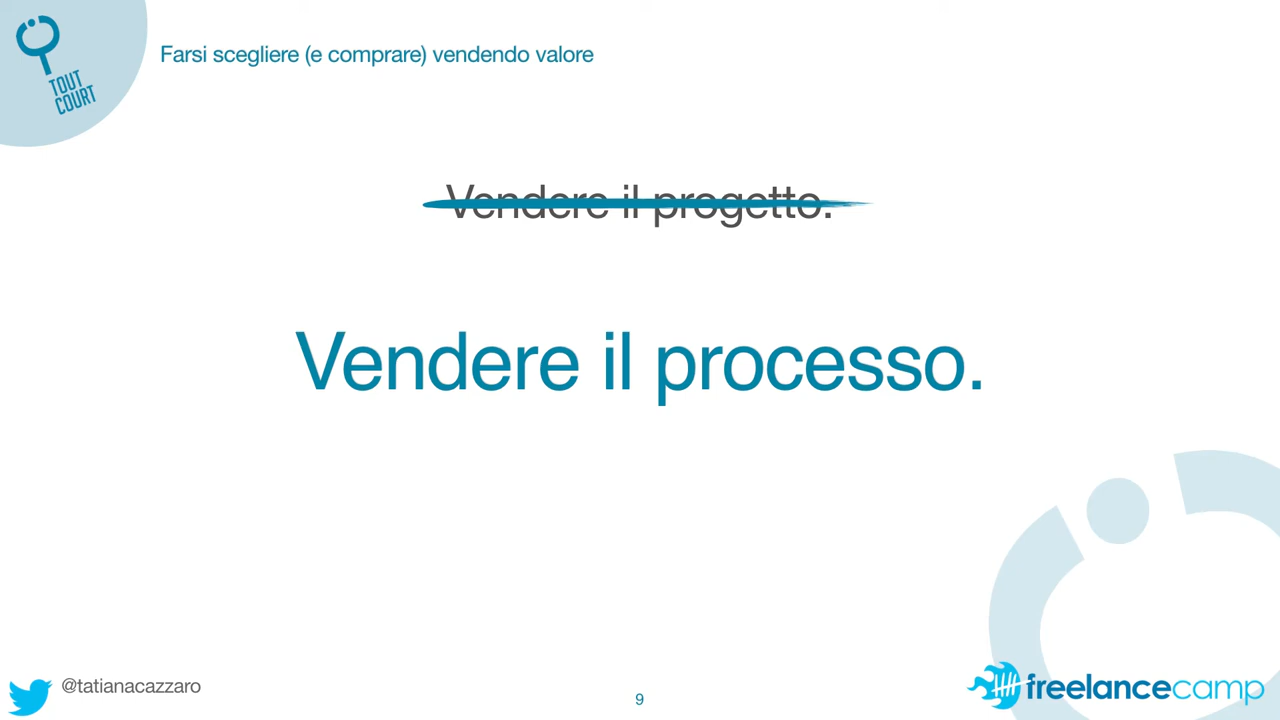 TOUT
COURT
Farsi scegliere (e comprare) vendendo valore
Vendere il progetto.
Vendere il processo.
@tatianacazzaro
9
freelancecamp